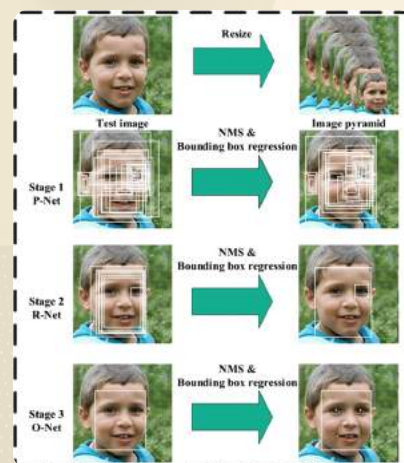 Resize
Test image
Image pyramid
NMS &
Bounding box regression
Stage 1
P-Net
NMS &
Bounding box regression
Stage 2
R-Net
NMS &
Bounding box regression
Stage 3
O-Net